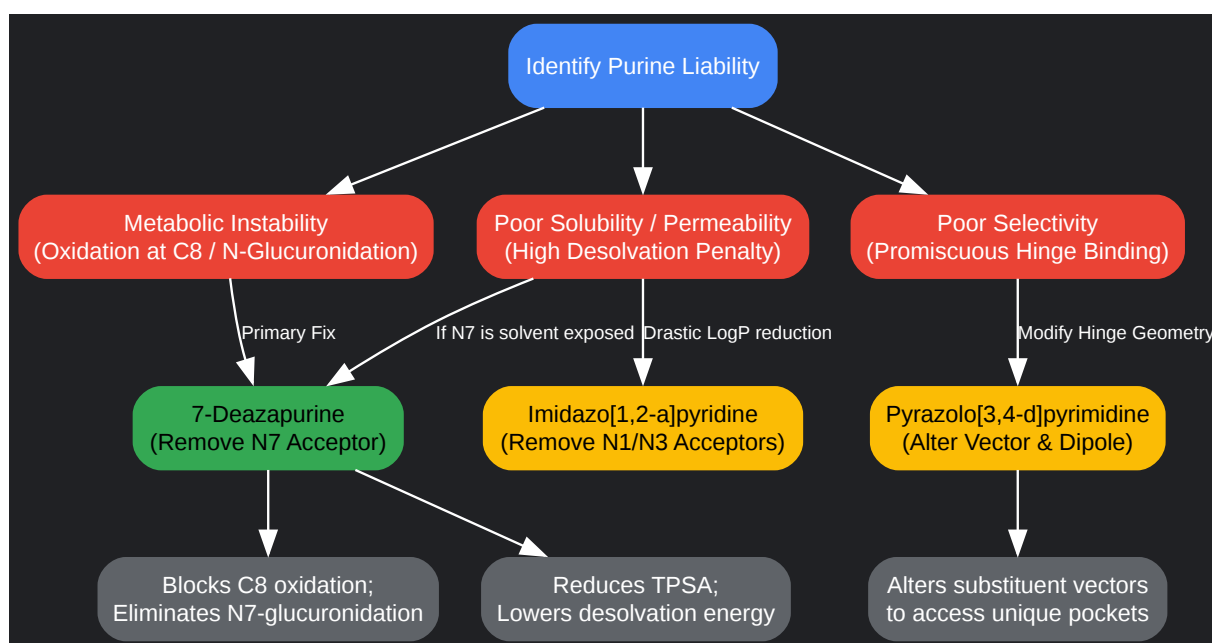 Identify Purine Liability
Metabolic Instability
(Oxidation at C8 / N-Glucuronidation)
Poor Solubility / Permeability
(High Desolvation Penalty)
Poor Selectivity
(Promiscuous Hinge Binding)
Primary Fix
If N7 is solvent exposed
Drastic LogP reduction
Modify Hinge Geometry
7-Deazapurine
(Remove N7 Acceptor)
Imidazo[1,2-a]pyridine
(Remove N1/N3 Acceptors)
Pyrazolo[3,4-d]pyrimidine
(Alter Vector & Dipole)
Blocks C8 oxidation;
Eliminates N7-glucuronidation
Reduces TPSA;
Lowers desolvation energy
Alters substituent vectors
to access unique pockets